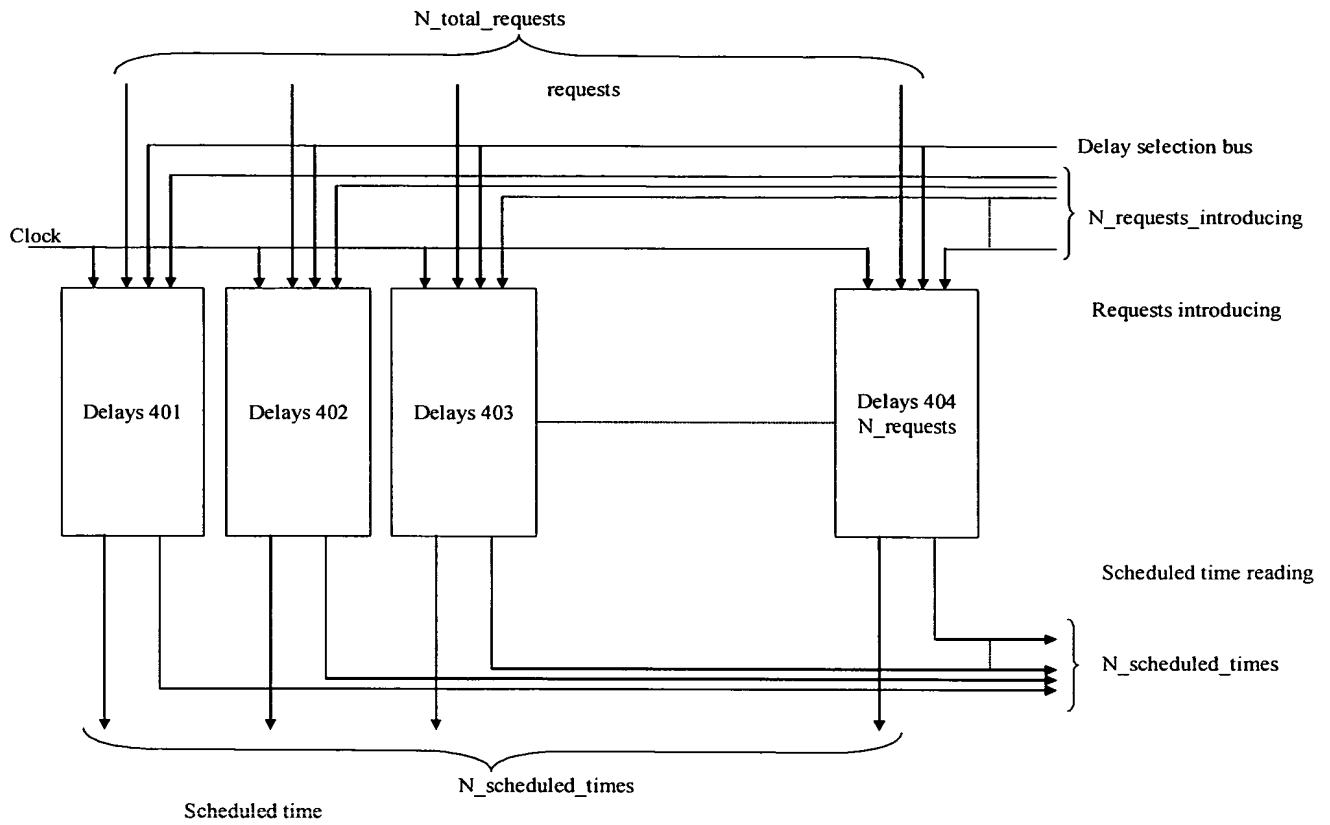 N_total_requests
requests
Delay selection bus
N_requests_introducing
Clock
Requests introducing
Delays 401
Delays 402
Delays 403
Delays 404
N_requests
Scheduled time reading
N_scheduled_times
N_scheduled_times
Scheduled time